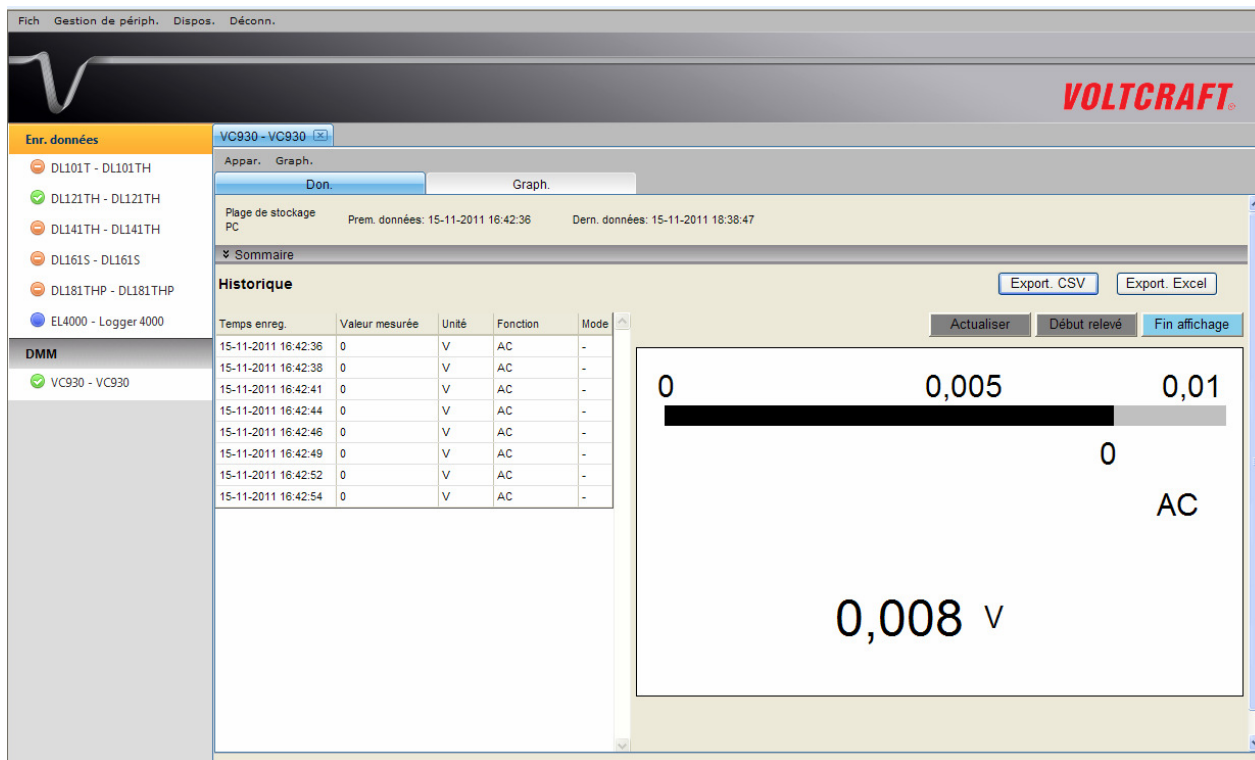 Fich Gestion de périph. Dispos. Déconn.
VOLTCRAFT®
Enr. données
DL101T - DL101TH
DL121TH - DL121TH
DL141TH - DL141TH
DL161S - DL161S
DL181THP - DL181THP
EL4000 - Logger 4000
DMM
VC930 - VC930
VC930 - VC930
Appar. Graph.
Don. Graph.
Plage de stockage PC Prem. données: 15-11-2011 16:42:36 Dern. données: 15-11-2011 18:38:47
Sommaire
Historique
Export. CSV Export. Excel
Actualiser Début relevé Fin affichage
Temps enreg. Valeur mesurée Unité Fonction Mode
15-11-2011 16:42:36 0 V AC -
15-11-2011 16:42:38 0 V AC -
15-11-2011 16:42:41 0 V AC -
15-11-2011 16:42:44 0 V AC -
15-11-2011 16:42:46 0 V AC -
15-11-2011 16:42:49 0 V AC -
15-11-2011 16:42:52 0 V AC -
15-11-2011 16:42:54 0 V AC -
0 0,005 0,01
0
AC
0,008 V